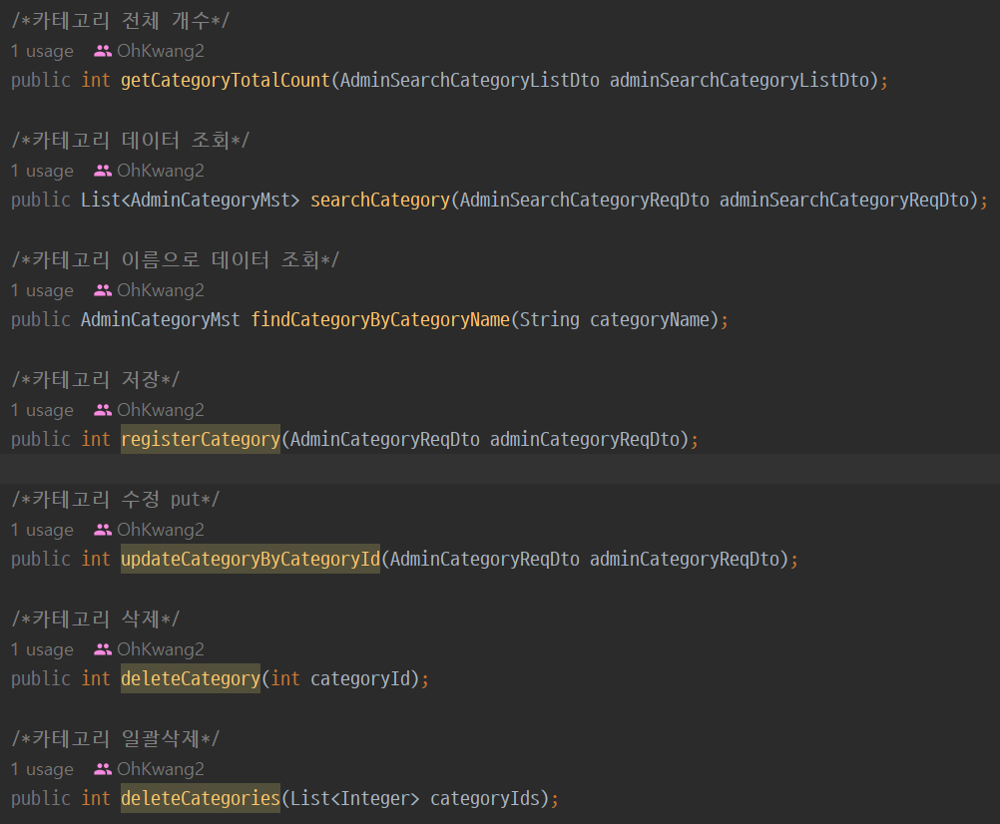 /*카테고리 전체 개수*/
1 usage OhKwang2
public int getCategoryTotalCount(AdminSearchCategoryListDto adminSearchCategoryListDto);
/*카테고리 데이터 조회*/
1 usage OhKwang2
public List<AdminCategoryMst> searchCategory(AdminSearchCategoryReqDto adminSearchCategoryReqDto);
/*카테고리 이름으로 데이터 조회*/
1 usage OhKwang2
public AdminCategoryMst findCategoryByCategoryName(String categoryName);
/*카테고리 저장*/
1 usage OhKwang2
public int registerCategory(AdminCategoryReqDto adminCategoryReqDto);
/*카테고리 수정 put*/
1 usage OhKwang2
public int updateCategoryByCategoryId(AdminCategoryReqDto adminCategoryReqDto);
/*카테고리 삭제*/
1 usage OhKwang2
public int deleteCategory(int categoryId);
/*카테고리 일괄삭제*/
1 usage OhKwang2
public int deleteCategories(List<Integer> categoryIds);